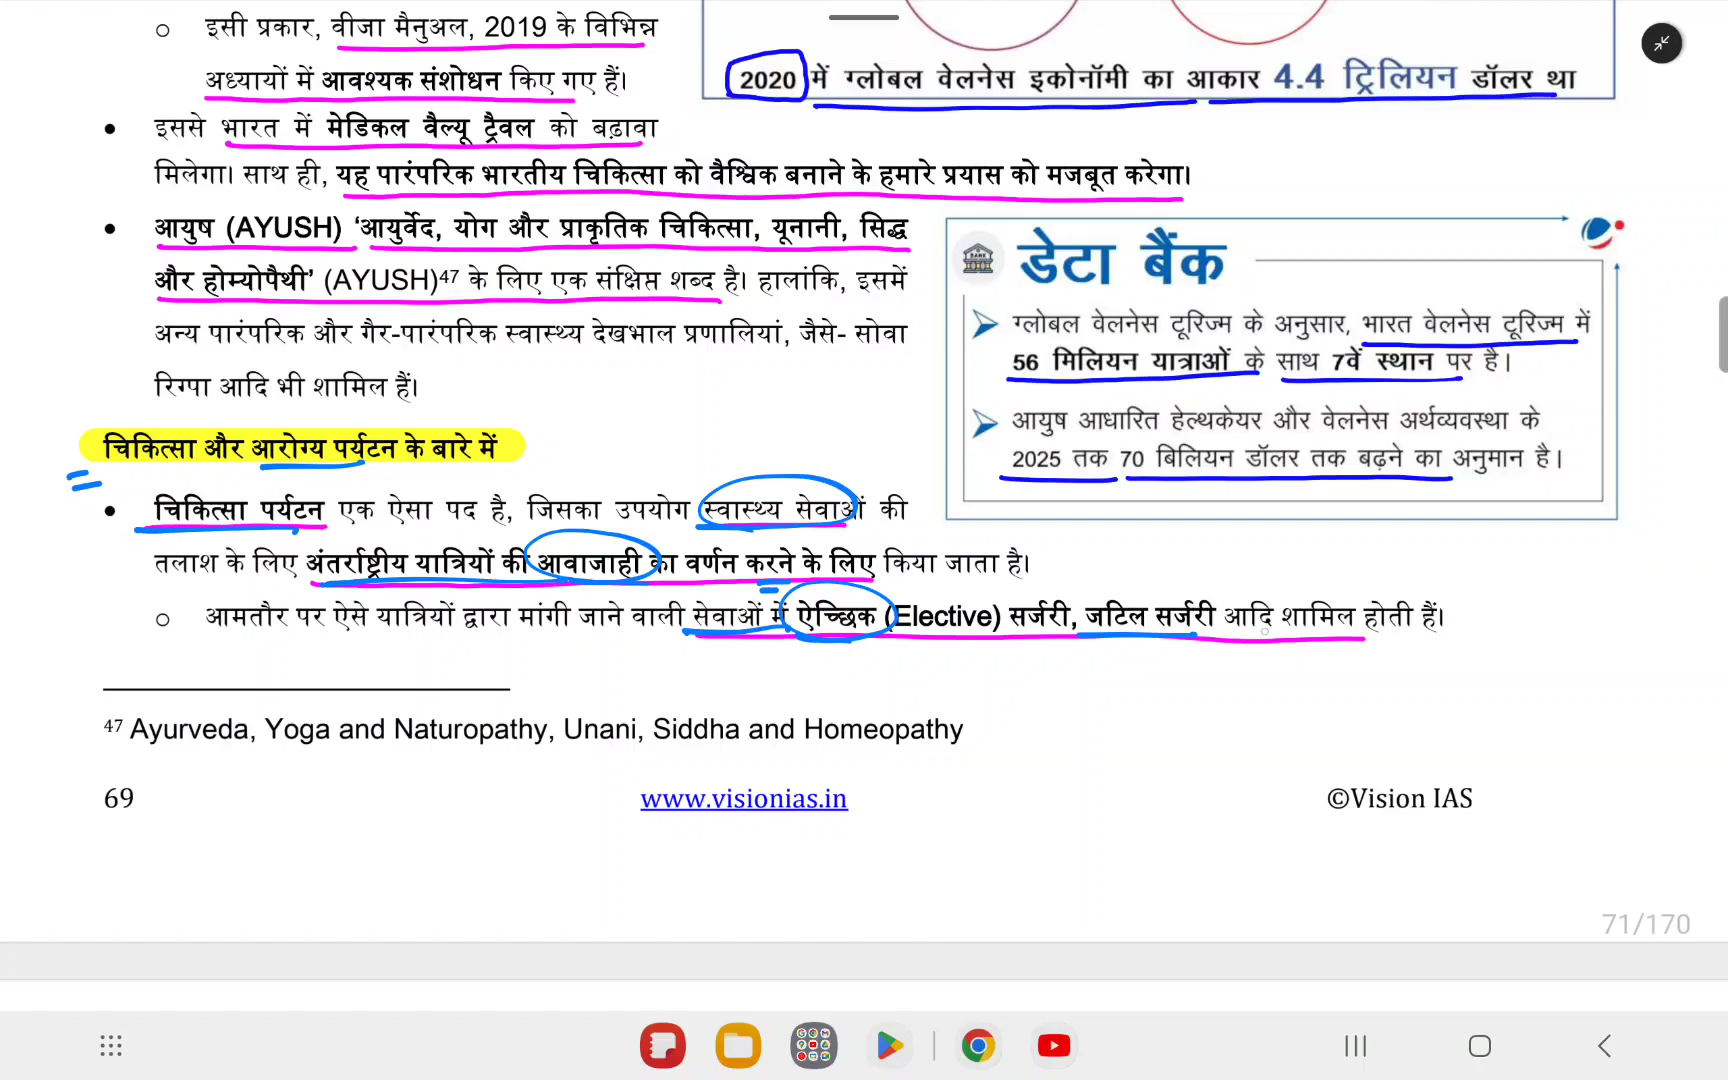 इसी प्रकार, वीजा मैनुअल, 2019 के विभिन्न
अध्यायों में आवश्यक संशोधन किए गए हैं।
2020 में ग्लोबल वेलनेस इकोनॉमी का आकार 4.4 ट्रिलियन डॉलर था
इससे भारत में मेडिकल वैल्यू ट्रैवल को बढ़ावा
मिलेगा। साथ ही, यह पारंपरिक भारतीय चिकित्सा को वैश्विक बनाने के हमारे प्रयास को मजबूत करेगा।
आयुष (AYUSH) ‘आयुर्वेद, योग और प्राकृतिक चिकित्सा, यूनानी, सिद्ध
और होम्योपैथी’ (AYUSH)47 के लिए एक संक्षिप्त शब्द है। हालांकि, इसमें
अन्य पारंपरिक और गैर-पारंपरिक स्वास्थ्य देखभाल प्रणालियां, जैसे- सोवा
रिग्पा आदि भी शामिल हैं।
BANK
डेटा बैंक
ग्लोबल वेलनेस टूरिज्म के अनुसार, भारत वेलनेस टूरिज्म में
56 मिलियन यात्राओं के साथ 7वें स्थान पर है।
आयुष आधारित हेल्थकेयर और वेलनेस अर्थव्यवस्था के
2025 तक 70 बिलियन डॉलर तक बढ़ने का अनुमान है।
चिकित्सा और आरोग्य पर्यटन के बारे में
चिकित्सा पर्यटन एक ऐसा पद है, जिसका उपयोग स्वास्थ्य सेवाओं की
तलाश के लिए अंतर्राष्ट्रीय यात्रियों की आवाजाही का वर्णन करने के लिए किया जाता है।
आमतौर पर ऐसे यात्रियों द्वारा मांगी जाने वाली सेवाओं में ऐच्छिक (Elective) सर्जरी, जटिल सर्जरी आदि शामिल होती हैं।
47 Ayurveda, Yoga and Naturopathy, Unani, Siddha and Homeopathy
69
www.visionias.in
©Vision IAS
71/170